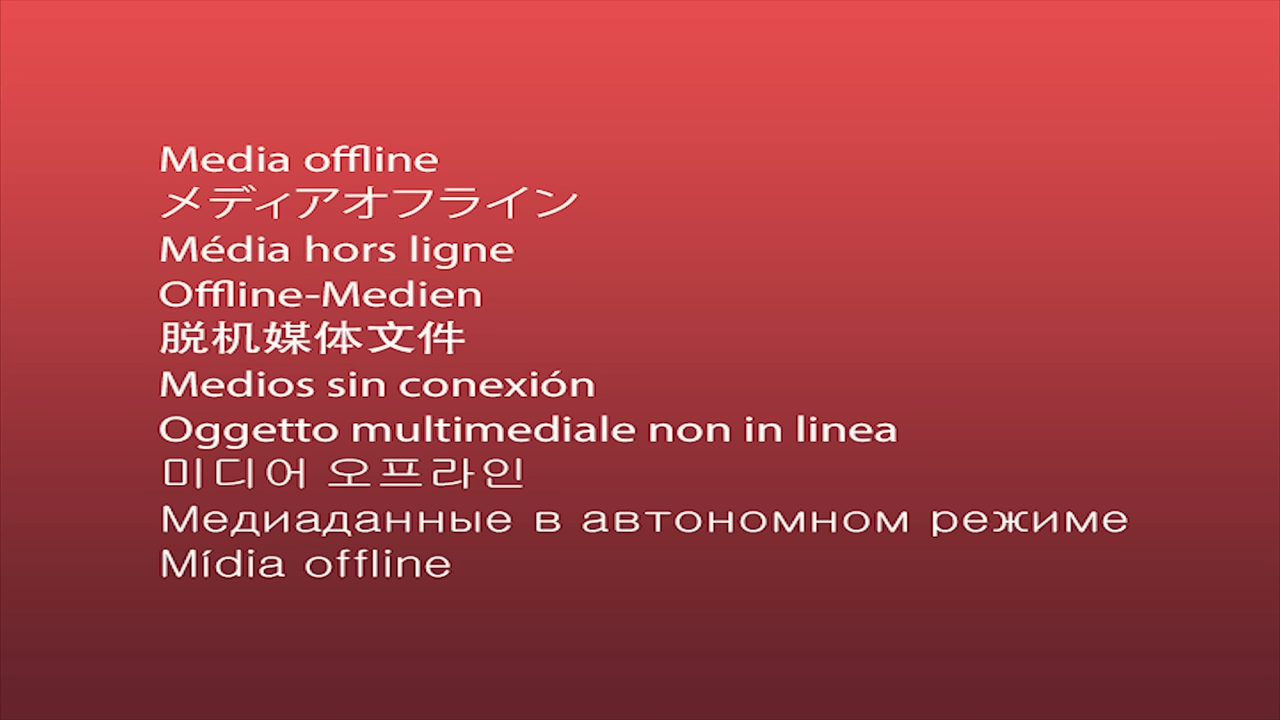 Media offline
メディアオフライン
Média hors ligne
Offline-Medien
脱机媒体文件
Medios sin conexión
Oggetto multimediale non in linea
미디어 오프라인
Медиаданные в автономном режиме
Mídia offline